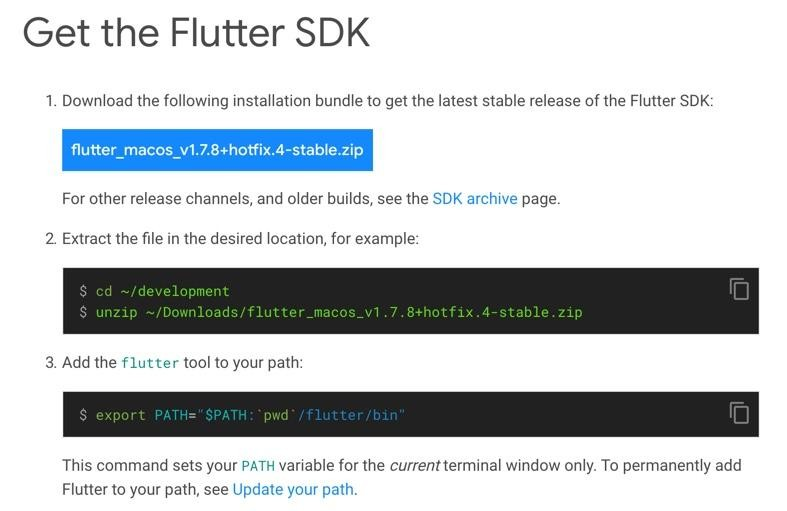 Get the Flutter SDK
1. Download the following installation bundle to get the latest stable release of the Flutter SDK:
flutter_macos_v1.7.8+hotfix.4-stable.zip
For other release channels, and older builds, see the SDK archive page.
2. Extract the file in the desired location, for example:
$ cd ~/development
$ unzip ~/Downloads/flutter_macos_v1.7.8+hotfix.4-stable.zip
3. Add the flutter tool to your path:
$ export PATH="$PATH:`pwd`/flutter/bin"
This command sets your PATH variable for the current terminal window only. To permanently add
Flutter to your path, see Update your path.